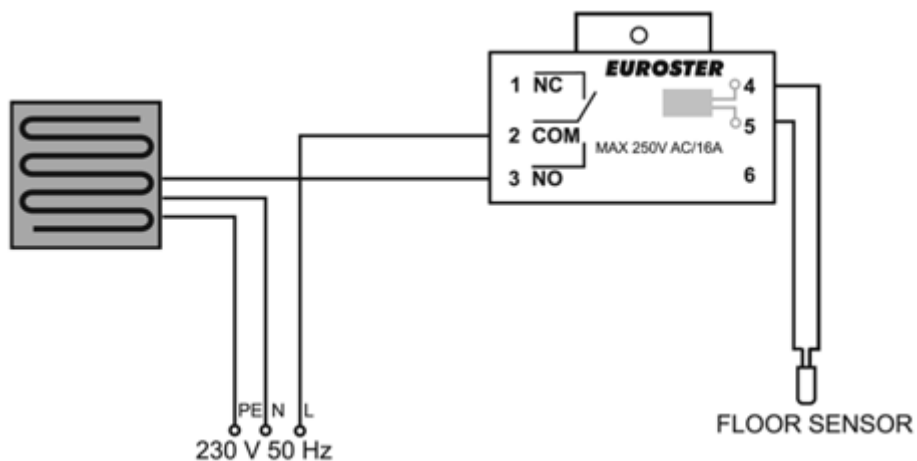 EUROSTER
1 NC
4
2 COM
5
MAX 250V AC/16A
3 NO
6
PE N L
230 V 50 Hz
FLOOR SENSOR